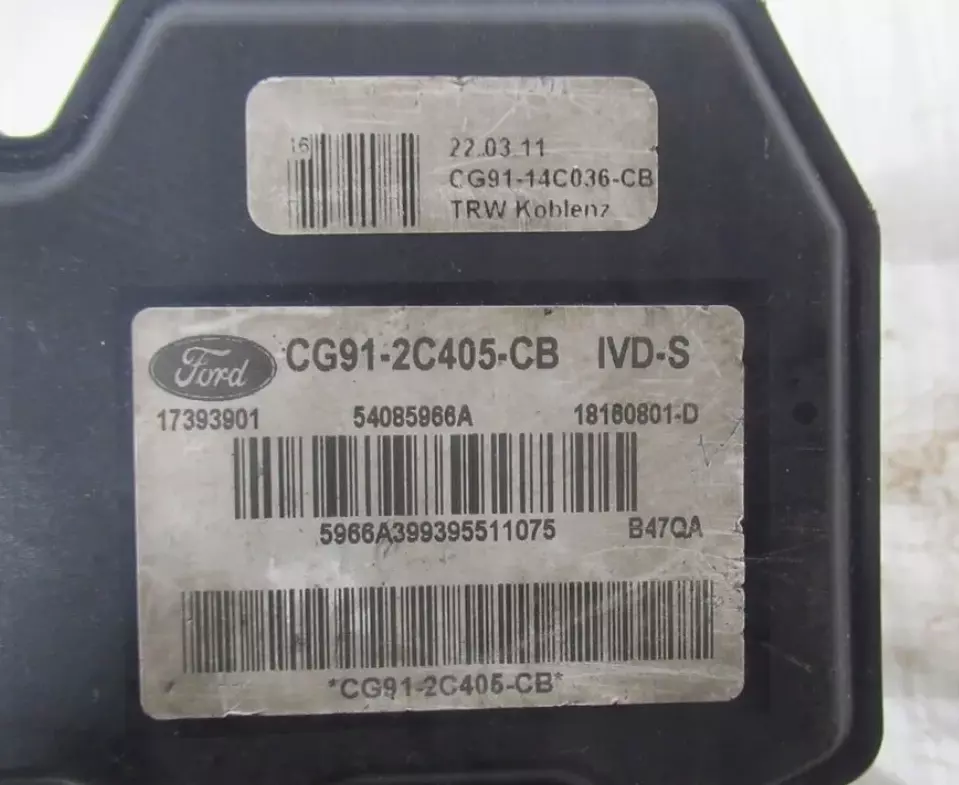 16
22.03.11
CG91-14C036-CB
TRW Koblenz
Ford CG91-2C405-CB IVD-S
17393901 54085966A 18160801-D
5966A399395511075 B47QA
*CG91-2C405-CB*